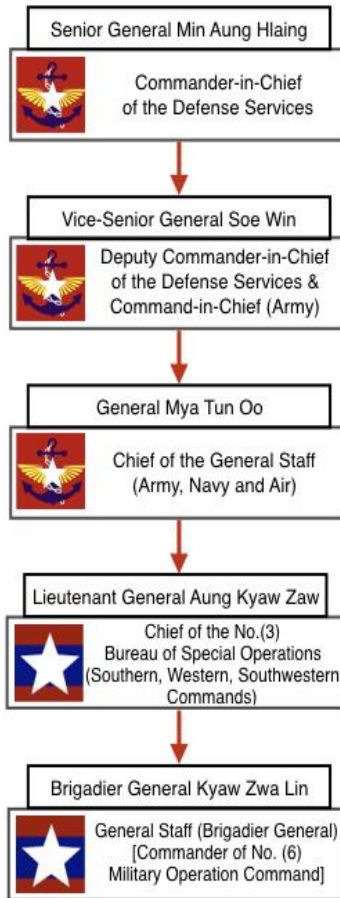 Senior General Min Aung Hlaing
Commander-in-Chief
of the Defense Services
Vice-Senior General Soe Win
Deputy Commander-in-Chief
of the Defense Services &
Command-in-Chief (Army)
General Mya Tun Oo
Chief of the General Staff
(Army, Navy and Air)
Lieutenant General Aung Kyaw Zaw
Chief of the No.(3)
Bureau of Special Operations
(Southern, Western, Southwestern
Commands)
Brigadier General Kyaw Zwa Lin
General Staff (Brigadier General)
[Commander of No. (6)
Military Operation Command]